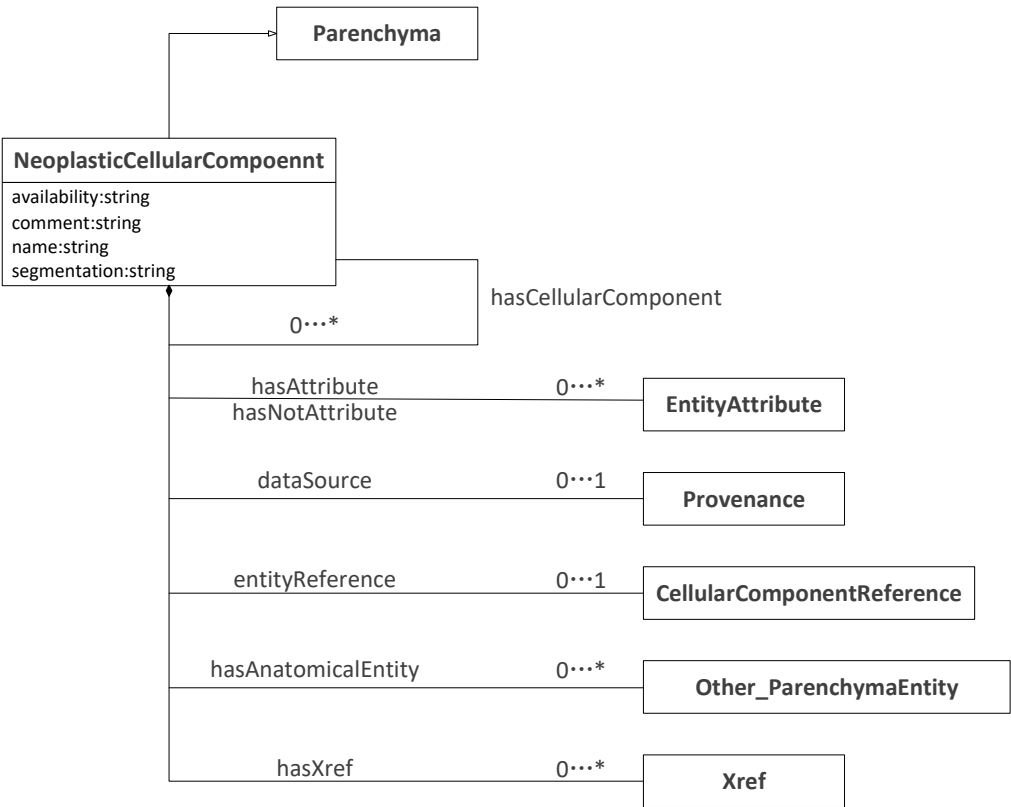 Parenchyma
NeoplasticCellularCompoennt
availability:string
comment:string
name:string
segmentation:string
hasCellularComponent
0···*
hasAttribute 0···*
hasNotAttribute
EntityAttribute
dataSource 0···1
Provenance
entityReference 0···1
CellularComponentReference
hasAnatomicalEntity 0···*
Other_ParenchymaEntity
hasXref 0···*
Xref